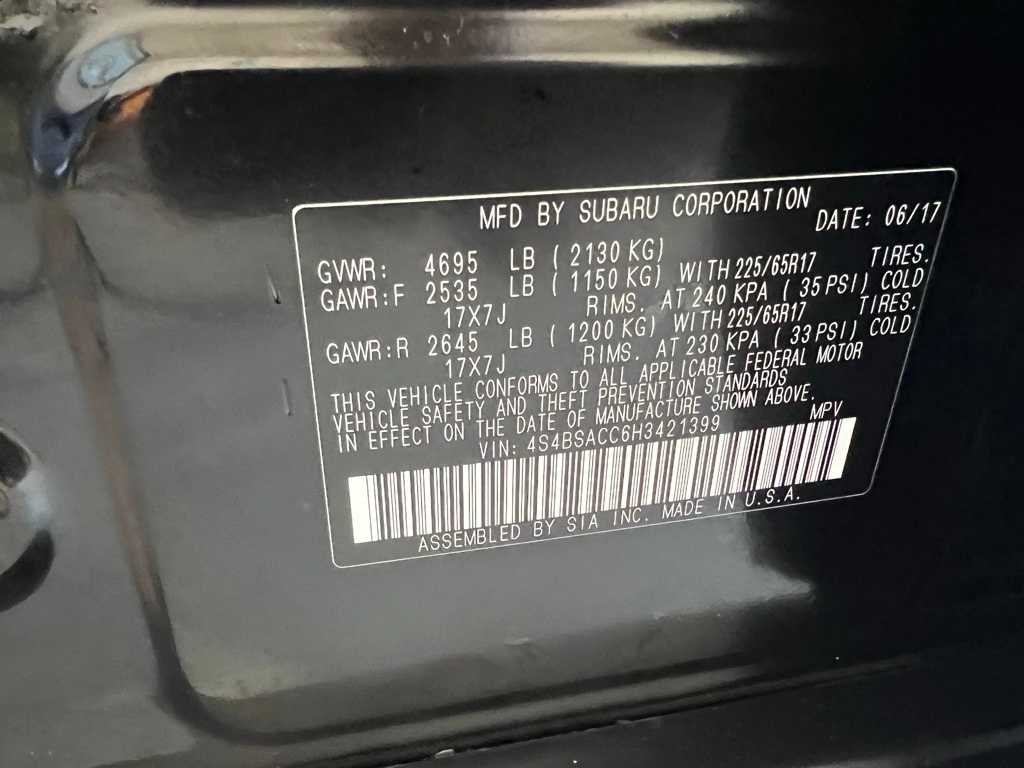 MFD BY SUBARU CORPORATION DATE: 06/17
GVWR: 4695 LB ( 2130 KG)
GAWR:F 2535 LB ( 1150 KG) WITH 225/65R17 TIRES.
17X7J RIMS. AT 240 KPA ( 35 PSI) COLD
GAWR:R 2645 LB ( 1200 KG) WITH 225/65R17 TIRES.
17X7J RIMS. AT 230 KPA ( 33 PSI) COLD
THIS VEHICLE CONFORMS TO ALL APPLICABLE FEDERAL MOTOR
VEHICLE SAFETY AND THEFT PREVENTION STANDARDS
IN EFFECT ON THE DATE OF MANUFACTURE SHOWN ABOVE.
VIN: 4S4BSACC6H3421399 MPV
ASSEMBLED BY SIA INC. MADE IN U.S.A.